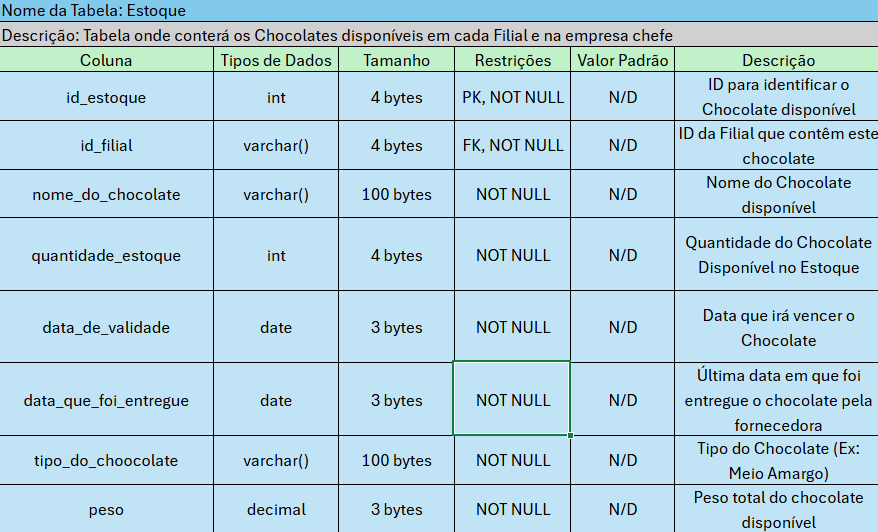 Nome da Tabela: Estoque
Descrição: Tabela onde conterá os Chocolates disponíveis em cada Filial e na empresa chefe
Coluna Tipos de Dados Tamanho Restrições Valor Padrão Descrição
id_estoque int 4 bytes PK, NOT NULL N/D ID para identificar o
Chocolate disponível
id_filial varchar() 4 bytes FK, NOT NULL N/D ID da Filial que contêm este
chocolate
nome_do_chocolate varchar() 100 bytes NOT NULL N/D Nome do Chocolate
disponível
quantidade_estoque int 4 bytes NOT NULL N/D Quantidade do Chocolate
Disponível no Estoque
data_de_validade date 3 bytes NOT NULL N/D Data que irá vencer o
Chocolate
data_que_foi_entregue date 3 bytes NOT NULL N/D Última data em que foi
entregue o chocolate pela
fornecedora
tipo_do_choocolate varchar() 100 bytes NOT NULL N/D Tipo do Chocolate (Ex:
Meio Amargo)
peso decimal 3 bytes NOT NULL N/D Peso total do chocolate
disponível